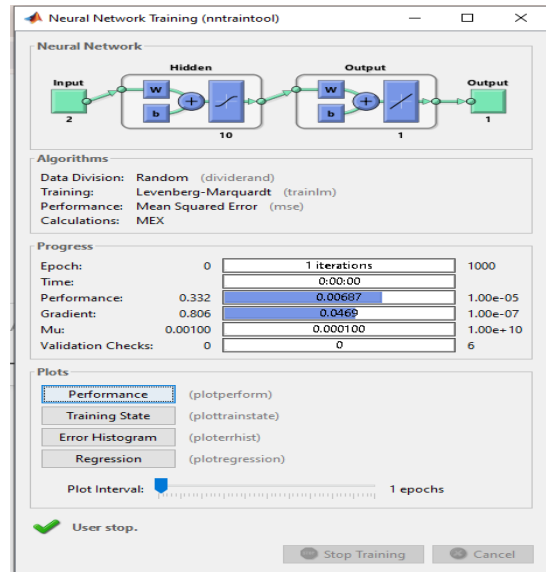 Neural Network Training (nntraintool)
Neural Network
Hidden Output
Input Output
W W
b b
2 10 1 1
Algorithms
Data Division: Random (dividerand)
Training: Levenberg-Marquardt (trainlm)
Performance: Mean Squared Error (mse)
Calculations: MEX
Progress
Epoch: 0 1 iterations 1000
Time: 0:00:00
Performance: 0.332 0.00687 1.00e-05
Gradient: 0.806 0.0469 1.00e-07
Mu: 0.00100 0.000100 1.00e+10
Validation Checks: 0 0 6
Plots
Performance (plotperform)
Training State (plottrainstate)
Error Histogram (ploterrhist)
Regression (plotregression)
Plot Interval: 1 epochs
User stop.
Stop Training Cancel